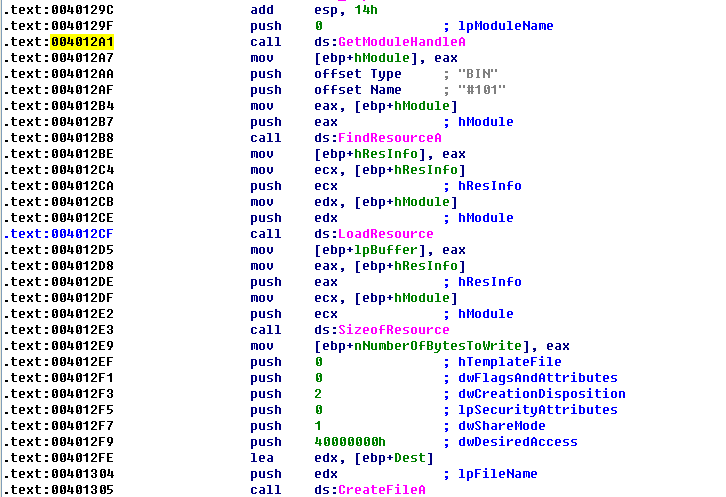 .text:0040129C add esp, 14h
.text:0040129F push 0 ; lpModuleName
.text:004012A1 call ds:GetModuleHandleA
.text:004012A7 mov [ebp+hModule], eax
.text:004012AA push offset Type ; "BIN"
.text:004012AF push offset Name ; "#101"
.text:004012B4 mov eax, [ebp+hModule]
.text:004012B7 push eax ; hModule
.text:004012B8 call ds:FindResourceA
.text:004012BE mov [ebp+hResInfo], eax
.text:004012C4 mov ecx, [ebp+hResInfo]
.text:004012CA push ecx ; hResInfo
.text:004012CB mov edx, [ebp+hModule]
.text:004012CE push edx ; hModule
.text:004012CF call ds:LoadResource
.text:004012D5 mov [ebp+lpBuffer], eax
.text:004012D8 mov eax, [ebp+hResInfo]
.text:004012DE push eax ; hResInfo
.text:004012DF mov ecx, [ebp+hModule]
.text:004012E2 push ecx ; hModule
.text:004012E3 call ds:SizeofResource
.text:004012E9 mov [ebp+nNumberOfBytesToWrite], eax
.text:004012EF push 0 ; hTemplateFile
.text:004012F1 push 0 ; dwFlagsAndAttributes
.text:004012F3 push 2 ; dwCreationDisposition
.text:004012F5 push 0 ; lpSecurityAttributes
.text:004012F7 push 1 ; dwShareMode
.text:004012F9 push 40000000h ; dwDesiredAccess
.text:004012FE lea edx, [ebp+Dest]
.text:00401304 push edx ; lpFileName
.text:00401305 call ds:CreateFileA